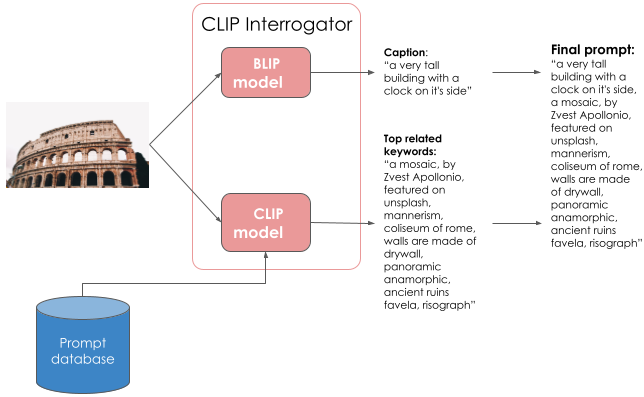 CLIP Interrogator
BLIP
model
CLIP
model
Prompt
database
Caption:
“a very tall
building with a
clock on it's side”
Top related
keywords:
“a mosaic, by
Zvest Apollonio,
featured on
unsplash,
mannerism,
coliseum of rome,
walls are made of
drywall,
panoramic
anamorphic,
ancient ruins
favela, risograph”
Final prompt:
“a very tall
building with a
clock on it's side,
a mosaic, by
Zvest Apollonio,
featured on
unsplash,
mannerism,
coliseum of rome,
walls are made
of drywall,
panoramic
anamorphic,
ancient ruins
favela, risograph”